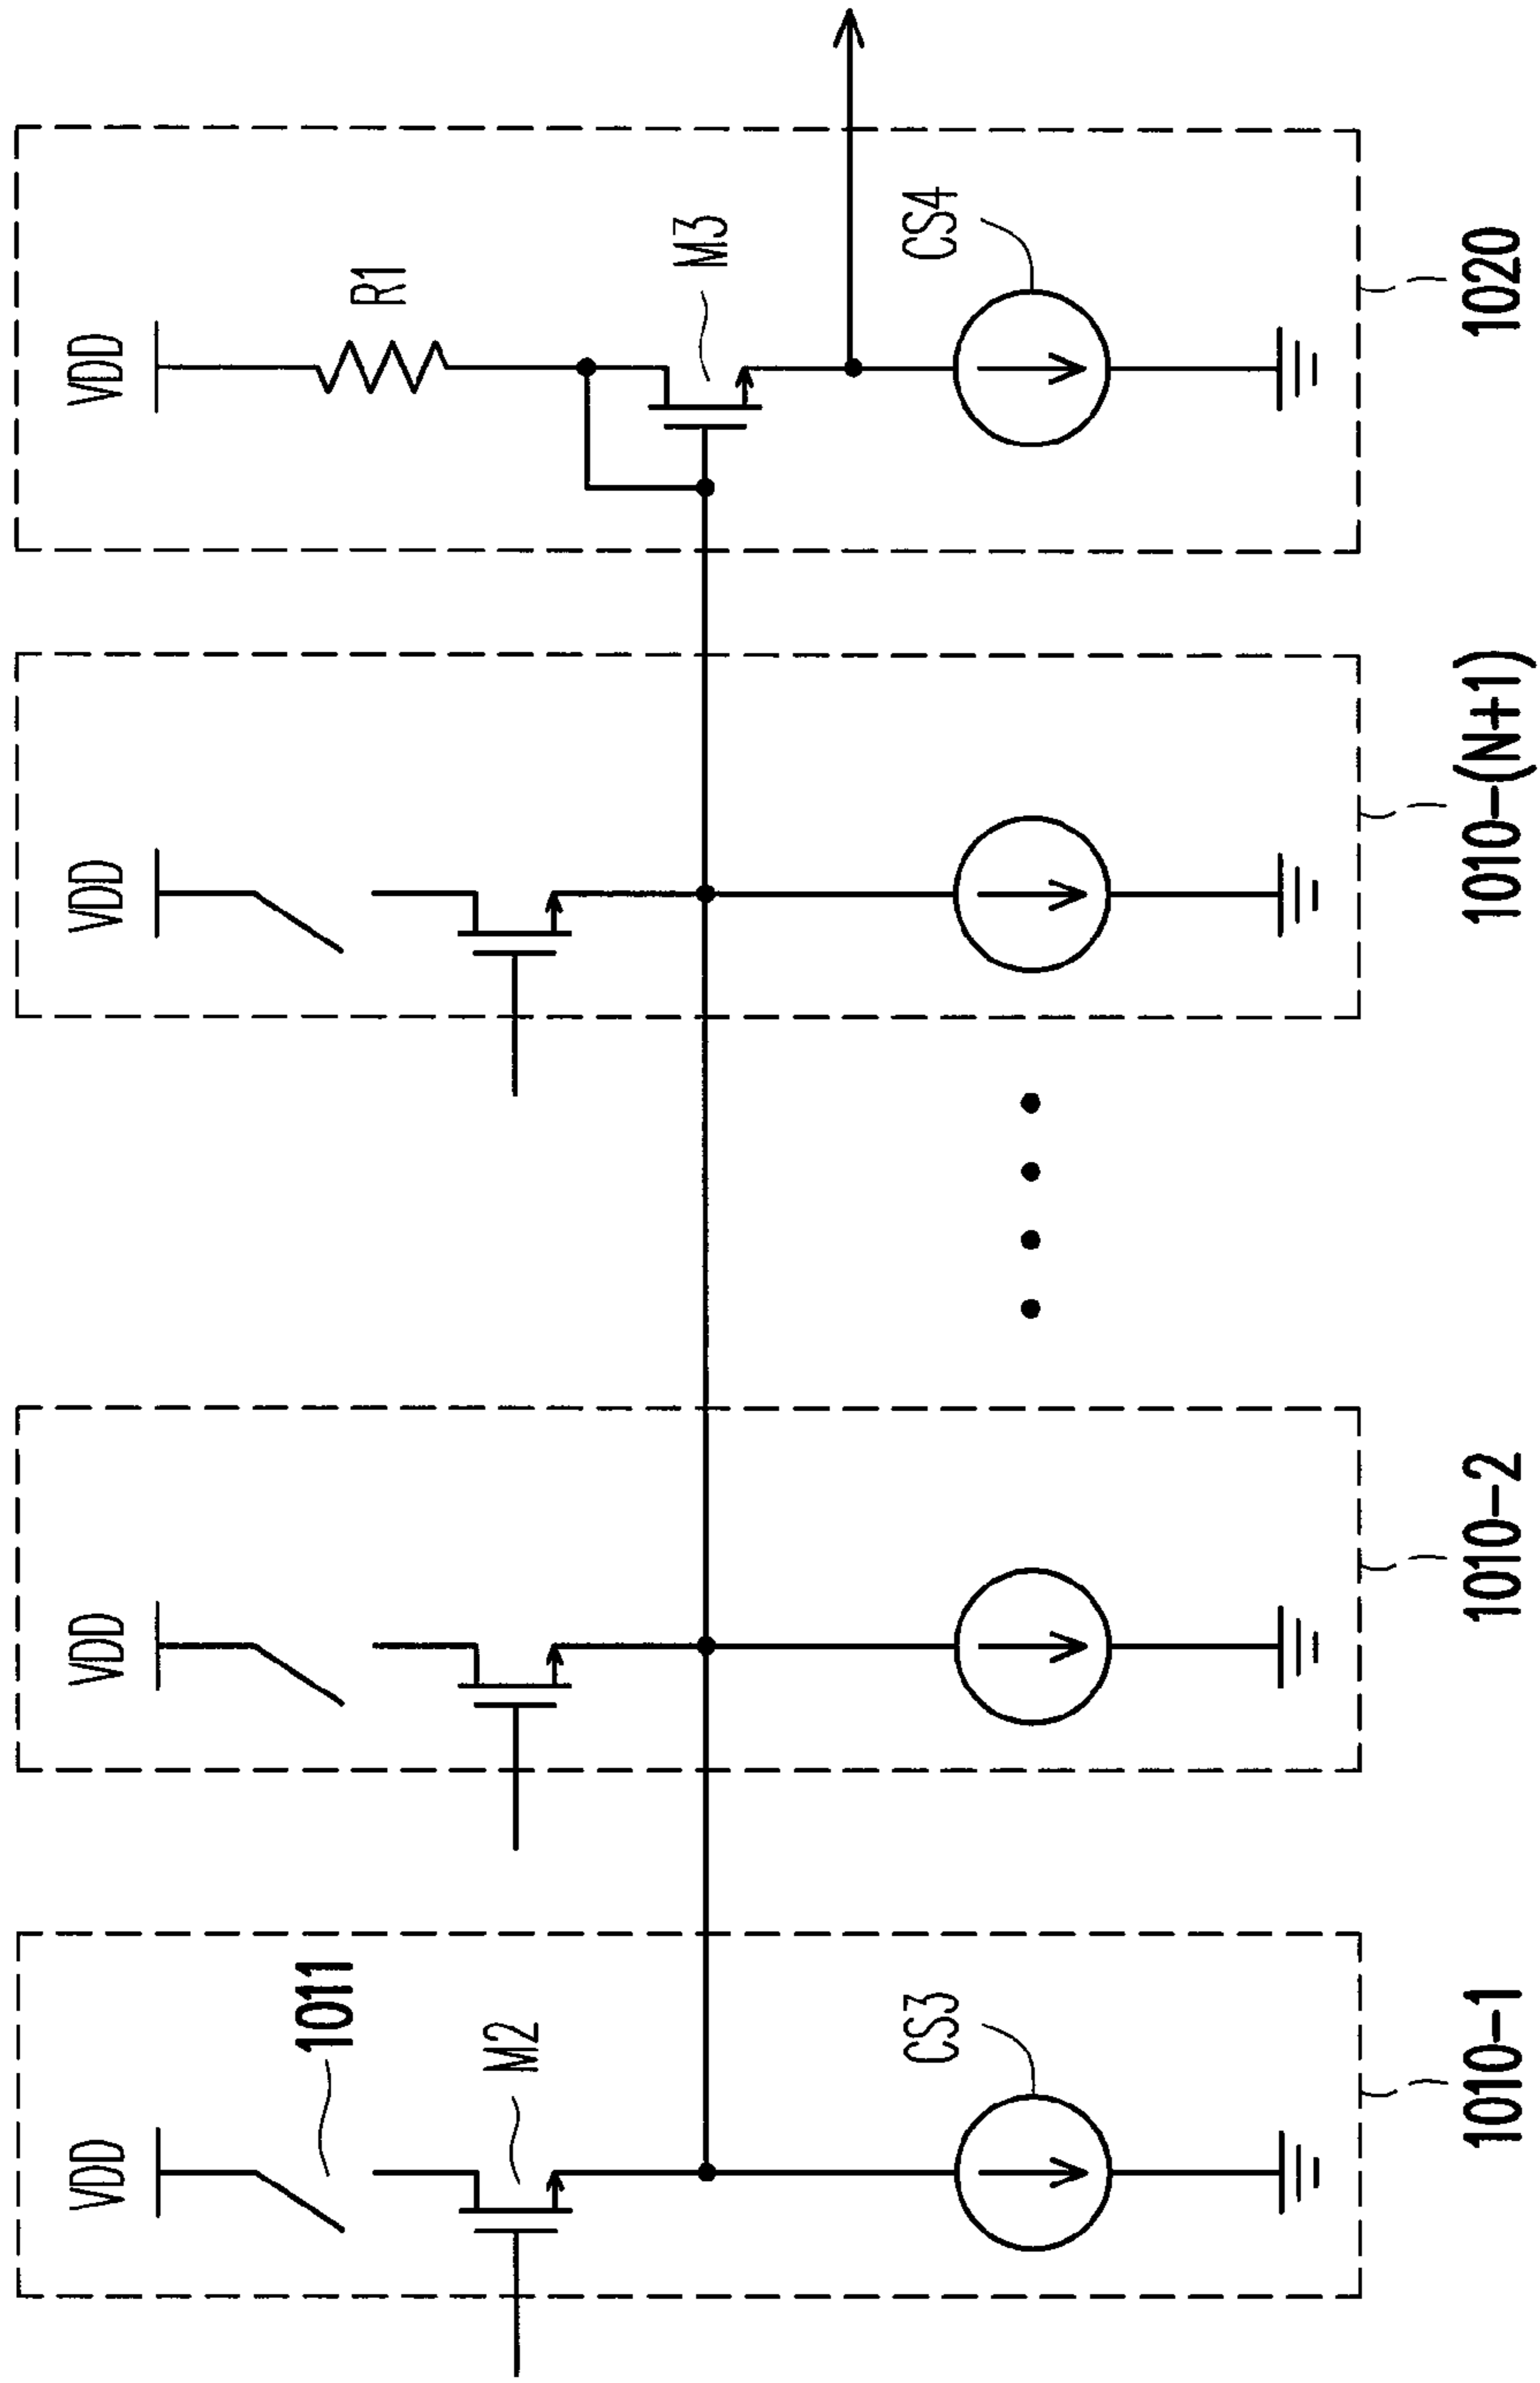 VDD
1011
M2
CS3
1010-1
VDD
1010-2
VDD
1010-(N+1)
VDD
R1
M3
CS4
1020